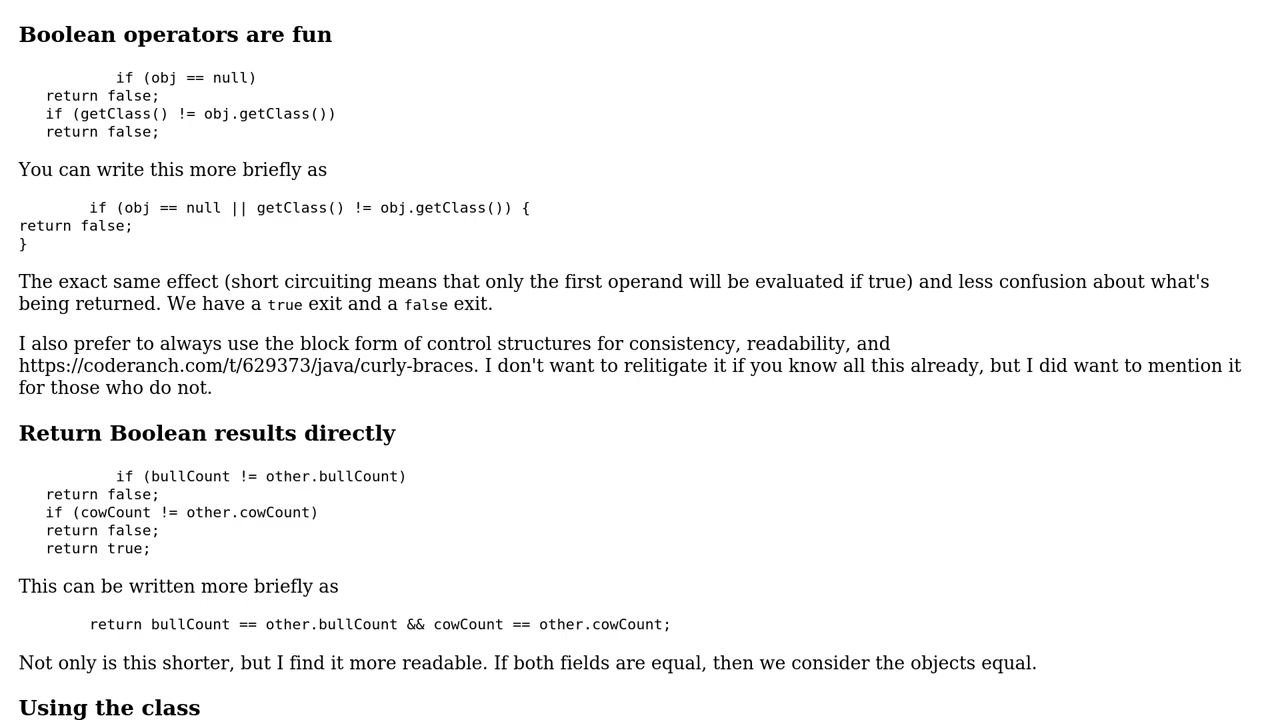 Boolean operators are fun
if (obj == null)
return false;
if (getClass() != obj.getClass())
return false;
You can write this more briefly as
if (obj == null || getClass() != obj.getClass()) {
return false;
}
The exact same effect (short circuiting means that only the first operand will be evaluated if true) and less confusion about what's
being returned. We have a true exit and a false exit.
I also prefer to always use the block form of control structures for consistency, readability, and
https://coderanch.com/t/629373/java/curly-braces. I don't want to relitigate it if you know all this already, but I did want to mention it
for those who do not.
Return Boolean results directly
if (bullCount != other.bullCount)
return false;
if (cowCount != other.cowCount)
return false;
return true;
This can be written more briefly as
return bullCount == other.bullCount && cowCount == other.cowCount;
Not only is this shorter, but I find it more readable. If both fields are equal, then we consider the objects equal.
Using the class